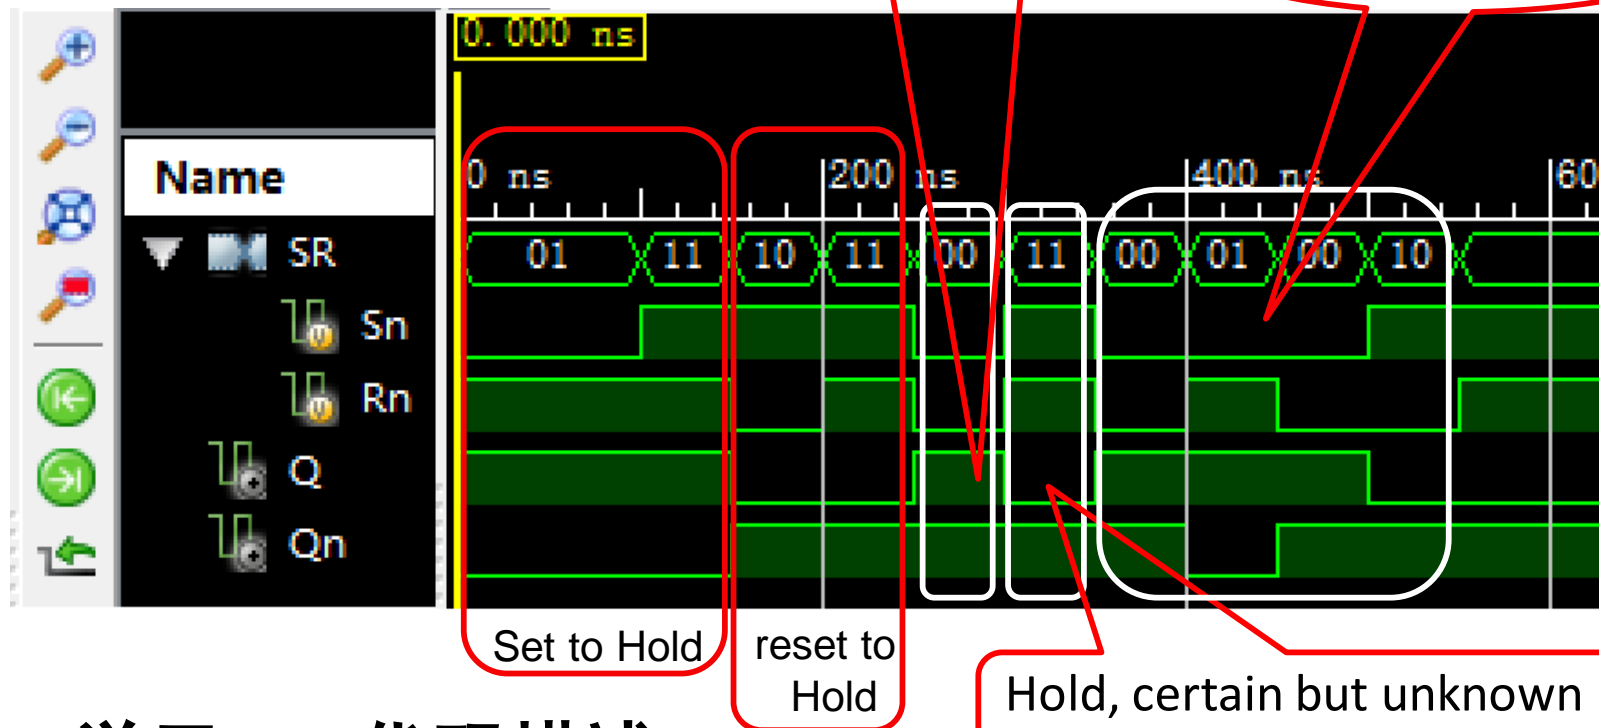 0.000 ns
Name
0 ns
200 ns
400 ns
60
SR
01
11
10
11
00
11
00
01
00
10
Sn
Rn
Q
Qn
Set to Hold
reset to
Hold
Hold, certain but unknown